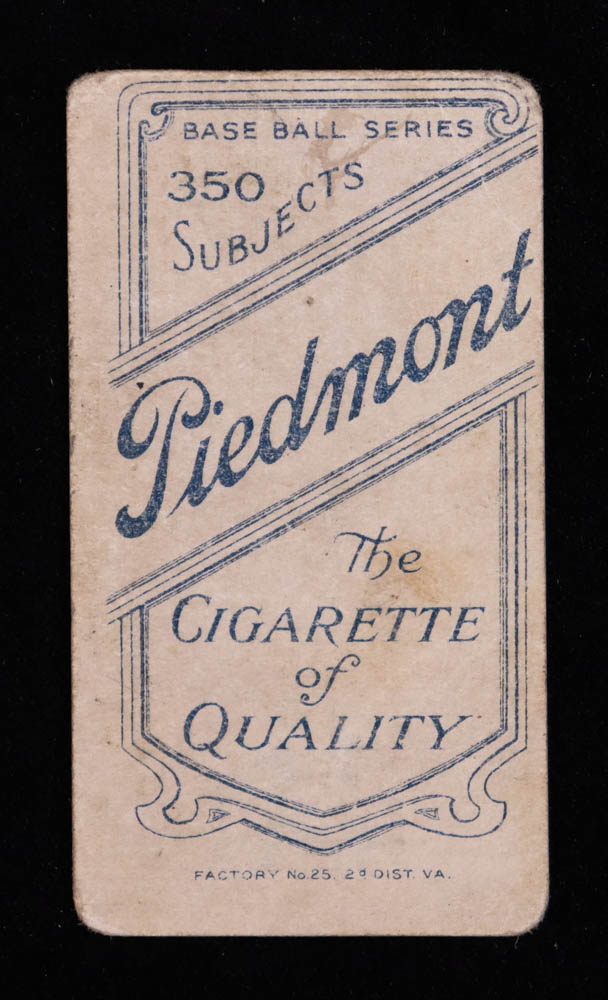 BASE BALL SERIES
350
SUBJECTS
Piedmont
The
CIGARETTE
of
QUALITY
FACTORY No. 25. 2d DIST. VA.